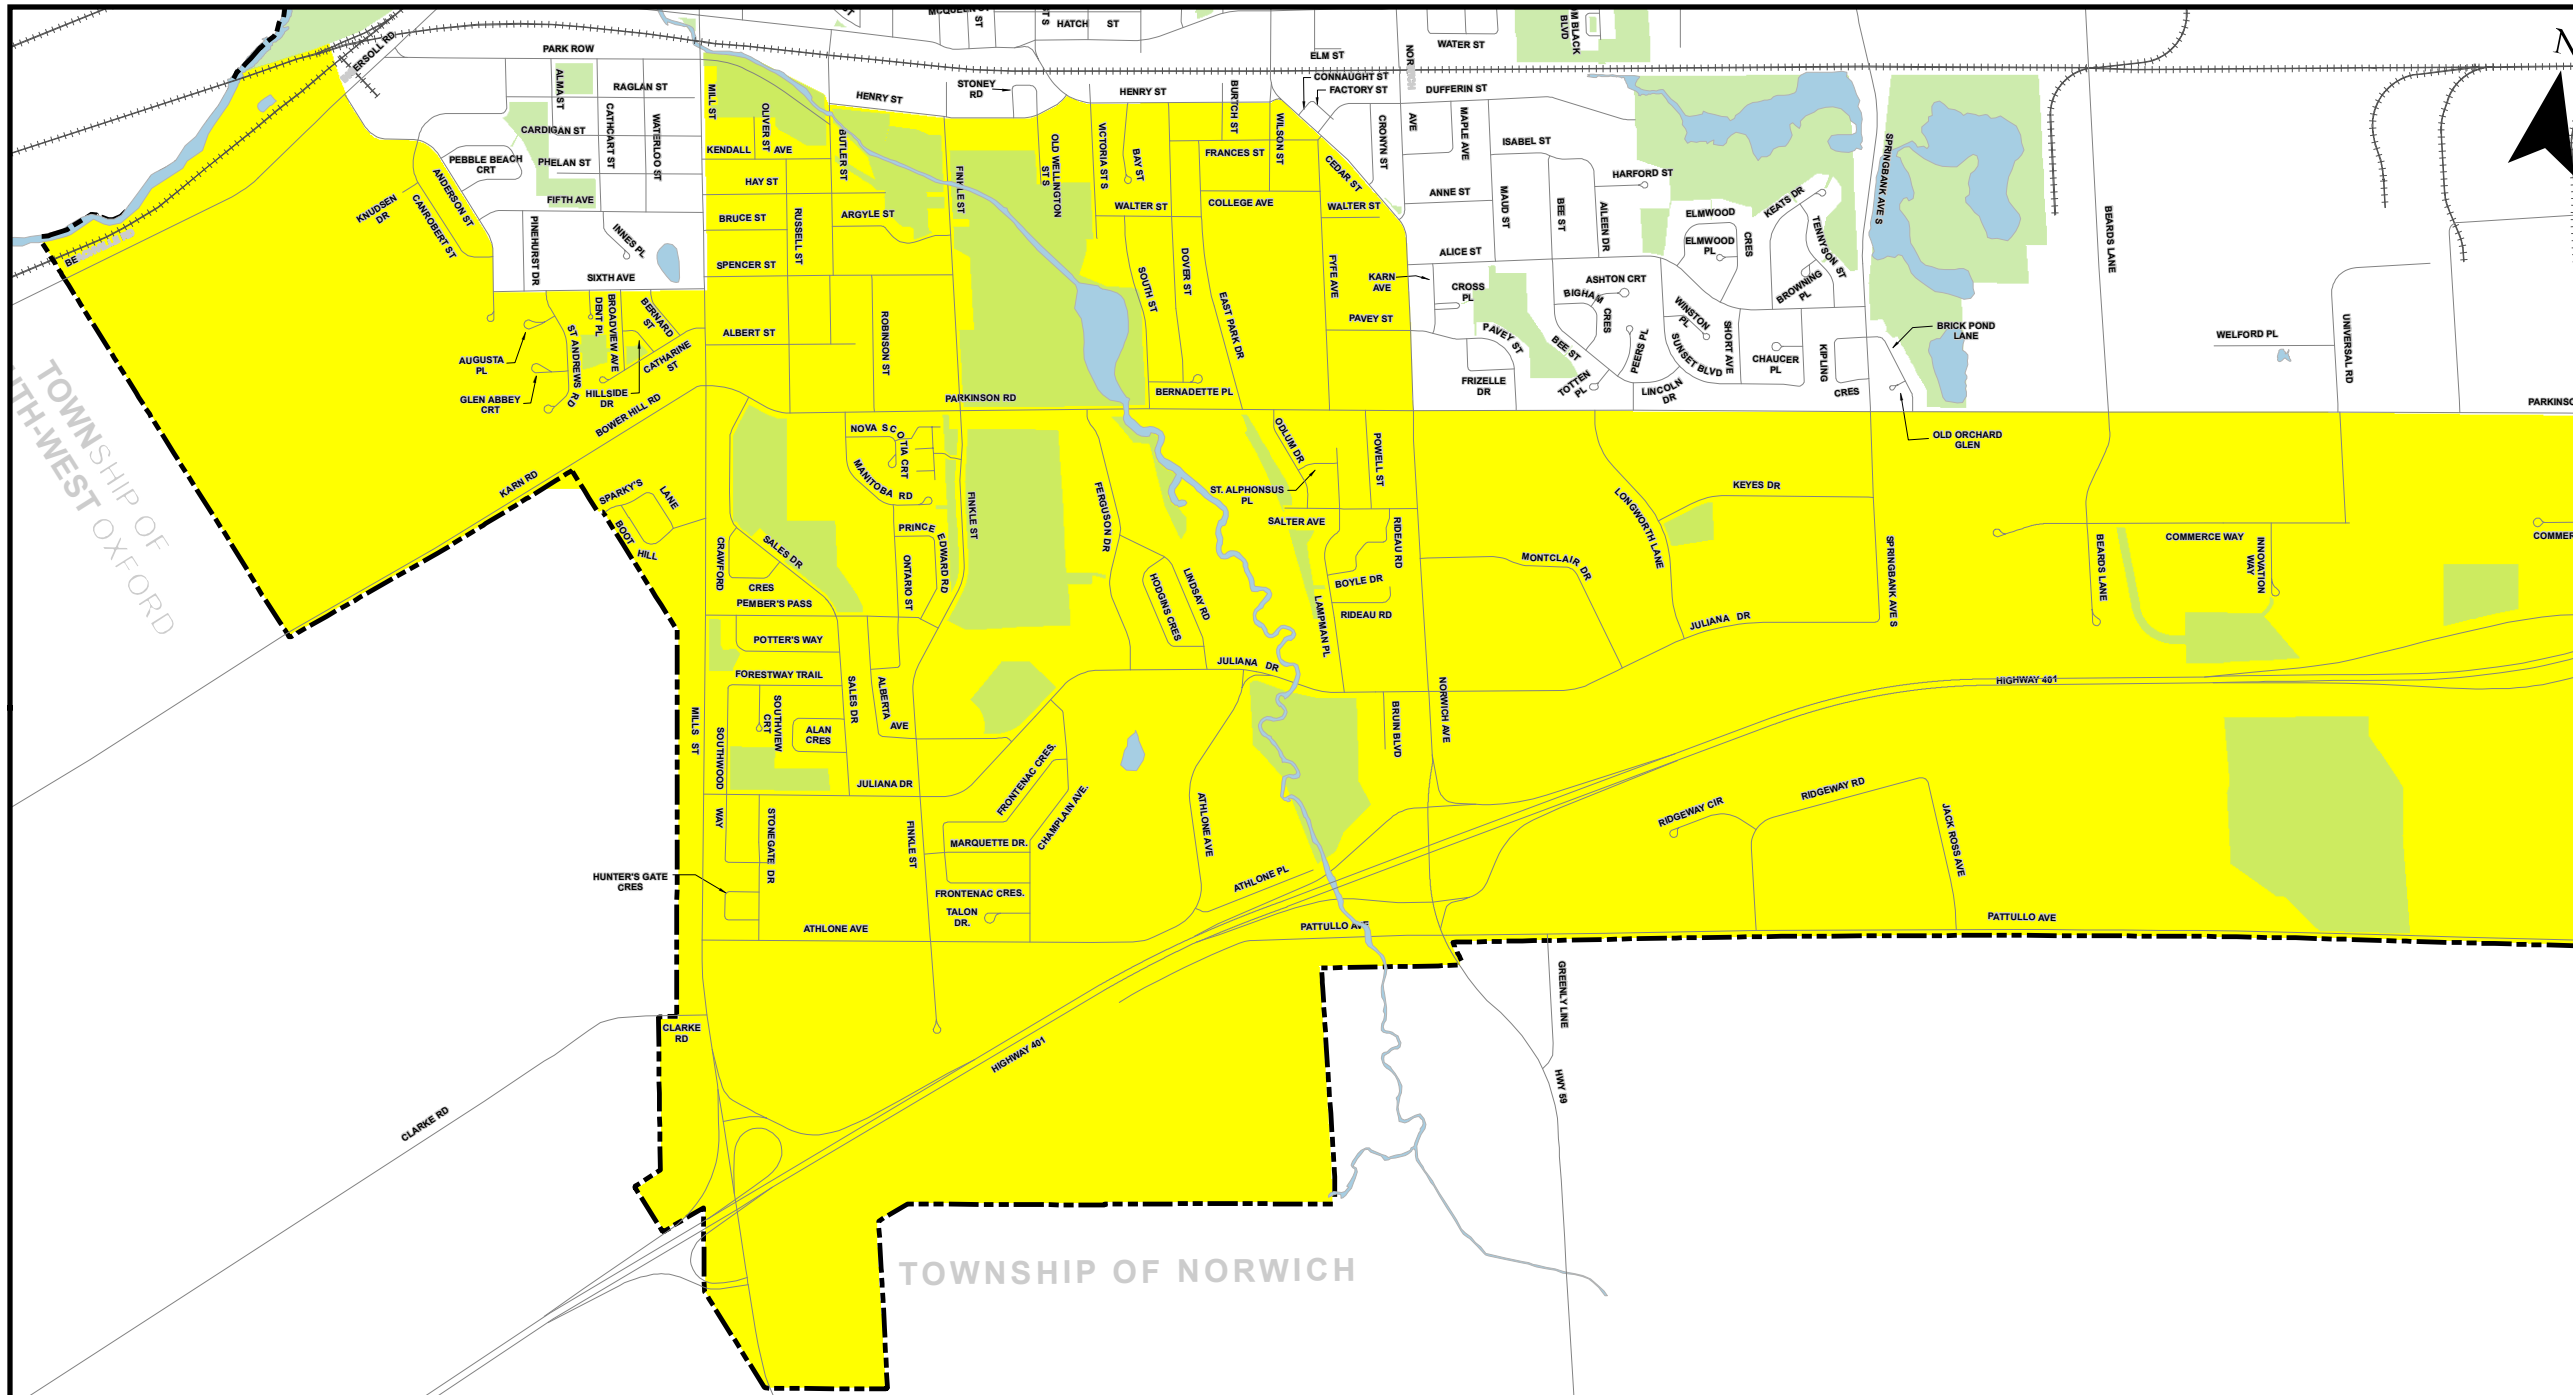 HATCH ST
PARK ROW
ELM ST
NORWICH AVE
WATER ST
TOM BLACK BLVD
ALMA ST
RAGLAN ST
CARDIGAN ST
CATHCART ST
WATERLOO ST
MILL ST
OLIVER ST
HENRY ST
STONEY
RD
HENRY ST
BURTCH ST
CONNAUGHT ST
FACTORY ST
DUFFERIN ST
KENDALL AVE
BUTLER ST
FINKLE ST
OLD WELLINGTON
ST S
VICTORIA ST S
BAY ST
FRANCES ST
WILSON ST
CEDAR ST
CRONYN ST
MAPLE AVE
ISABEL ST
PEBBLE BEACH
CRT
PHELAN ST
HAY ST
FIFTH AVE
ANDERSON ST
KNUDSEN
DR
CANROBERT ST
BRUCE ST
RUSSELL ST
ARGYLE ST
WALTER ST
COLLEGE AVE
WALTER ST
ANNE ST
MAUD ST
BEE ST
AILEEN DR
HARFORD ST
ELMWOOD CRES
ELMWOOD
PL
KEATS DR
TENNYSON ST
SPRINGBANK AVE S
BEARDS LANE
PINEHURST DR
INNES PL
SIXTH AVE
SPENCER ST
SOUTH ST
DOVER ST
EAST PARK DR
FYFE AVE
KARN
AVE
ALICE ST
CROSS
PL
ASHTON CRT
BIGHAM CRES
WINSTON
PL
BROWNING
PL
BRICK POND
LANE
WELFORD PL
UNIVERSAL RD
DENT PL
BROADVIEW AVE
BERNARD
ST
CATHARINE
ST
ALBERT ST
ROBINSON ST
PAVEY ST
PAVEY ST
BEE ST
PEERS PL
SUNSET BLVD
SHORT AVE
CHAUCER
PL
KIPLING CRES
AUGUSTA
PL
ST ANDREWS RD
GLEN ABBEY
CRT
HILLSIDE
DR
BOWER HILL RD
PARKINSON RD
BERNADETTE PL
FRIZELLE
DR
TOTTEN
PL
LINCOLN
DR
OLD ORCHARD
GLEN
TOWNSHIP OF
NOVA SCOTIA CRT
ODLUM DR
POWELL ST
KARN RD
SPARKY'S LANE
BOOT HILL
MANITOBA RD
FINKLE ST
FERGUSON DR
ST. ALPHONSUS
PL
SALTER AVE
RIDEAU RD
LONGWORTH LANE
KEYES DR
CRAWFORD CRES
SALES DR
PRINCE EDWARD RD
ONTARIO ST
LINDSAY RD
HODGINS CRES
BOYLE DR
LAMPMAN PL
RIDEAU RD
MONTCLAIR DR
JULIANA DR
SPRINGBANK AVE S
BEARDS LANE
COMMERCE WAY
INNOVATION
WAY
PEMBER'S PASS
POTTER'S WAY
FORESTWAY TRAIL
JULIANA DR
HIGHWAY 401
MILLS ST
SOUTHWOOD WAY
SOUTHVIEW
CRT
ALAN
CRES
SALES DR
ALBERTA AVE
BRUIN BLVD
NORWICH AVE
JULIANA DR
FRONTENAC CRES.
CHAMPLAIN AVE.
ATHLONE AVE
RIDGEWAY CIR
RIDGEWAY RD
JACK ROSS AVE
STONEGATE DR
FINKLE ST
MARQUETTE DR.
HUNTER'S GATE
CRES
FRONTENAC CRES.
TALON
DR.
ATHLONE PL
ATHLONE AVE
PATTULLO AVE
PATTULLO AVE
CLARKE
RD
HIGHWAY 401
GREENLY LINE
HWY 59
CLARKE RD
TOWNSHIP OF NORWICH